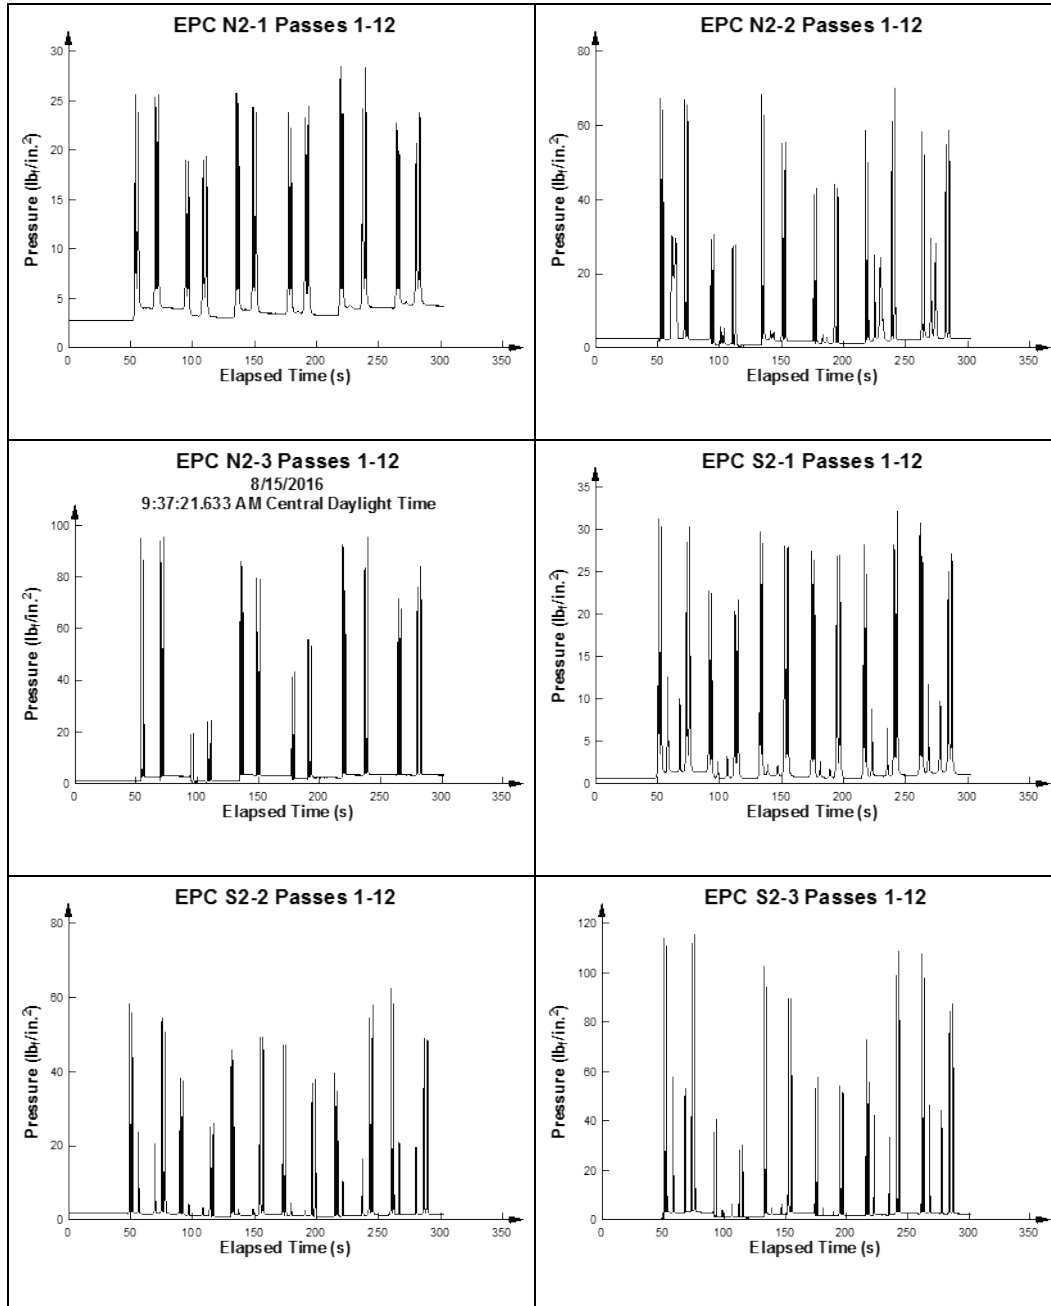 EPC N2-1 Passes 1-12
Pressure (lbf/in.²)
30
25
20
15
10
5
0
0 50 100 150 200 250 300 350
Elapsed Time (s)
EPC N2-2 Passes 1-12
Pressure (lbf/in.²)
80
60
40
20
0
0 50 100 150 200 250 300 350
Elapsed Time (s)
EPC N2-3 Passes 1-12
8/15/2016
9:37:21.633 AM Central Daylight Time
Pressure (lbf/in.²)
100
80
60
40
20
0
0 50 100 150 200 250 300 350
Elapsed Time (s)
EPC S2-1 Passes 1-12
Pressure (lbf/in.²)
35
30
25
20
15
10
5
0
0 50 100 150 200 250 300 350
Elapsed Time (s)
EPC S2-2 Passes 1-12
Pressure (lbf/in.²)
80
60
40
20
0
0 50 100 150 200 250 300 350
Elapsed Time (s)
EPC S2-3 Passes 1-12
Pressure (lbf/in.²)
120
100
80
60
40
20
0
0 50 100 150 200 250 300 350
Elapsed Time (s)